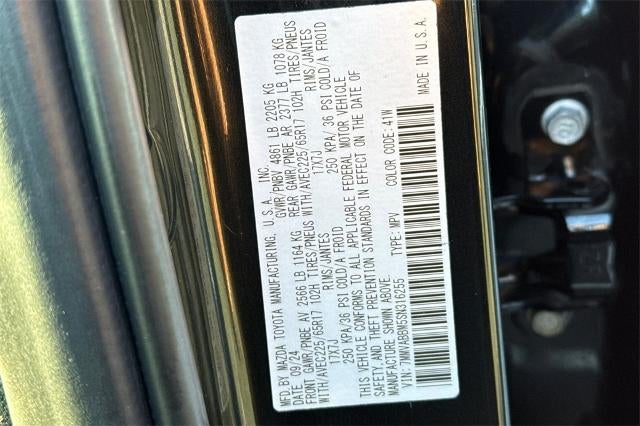 MFD.BY MAZDA TOYOTA MANUFACTURING, U.S.A. INC.
DATE 09/24 GVWR/PNBV 4861 LB 2205 KG
FRONT GAWR/PNBE AV 2566 LB 1164 KG REAR GAWR/PNBE AR 2377 LB 1078 KG
WITH/AVEC225/65R17 102H TIRES/PNEUS WITH/AVEC225/65R17 102H TIRES/PNEUS
17X7J RIMS/JANTES 17X7J RIMS/JANTES
250 KPA/36 PSI COLD/A FROID 250 KPA/36 PSI COLD/A FROID
THIS VEHICLE CONFORMS TO ALL APPLICABLE FEDERAL MOTOR VEHICLE
SAFETY, AND THEFT PREVENTION STANDARDS IN EFFECT ON THE DATE OF
MANUFACTURE SHOWN ABOVE.
VIN: 7MMVABBM5SN316255 TYPE: MPV COLOR CODE: 41W MADE IN U.S.A.